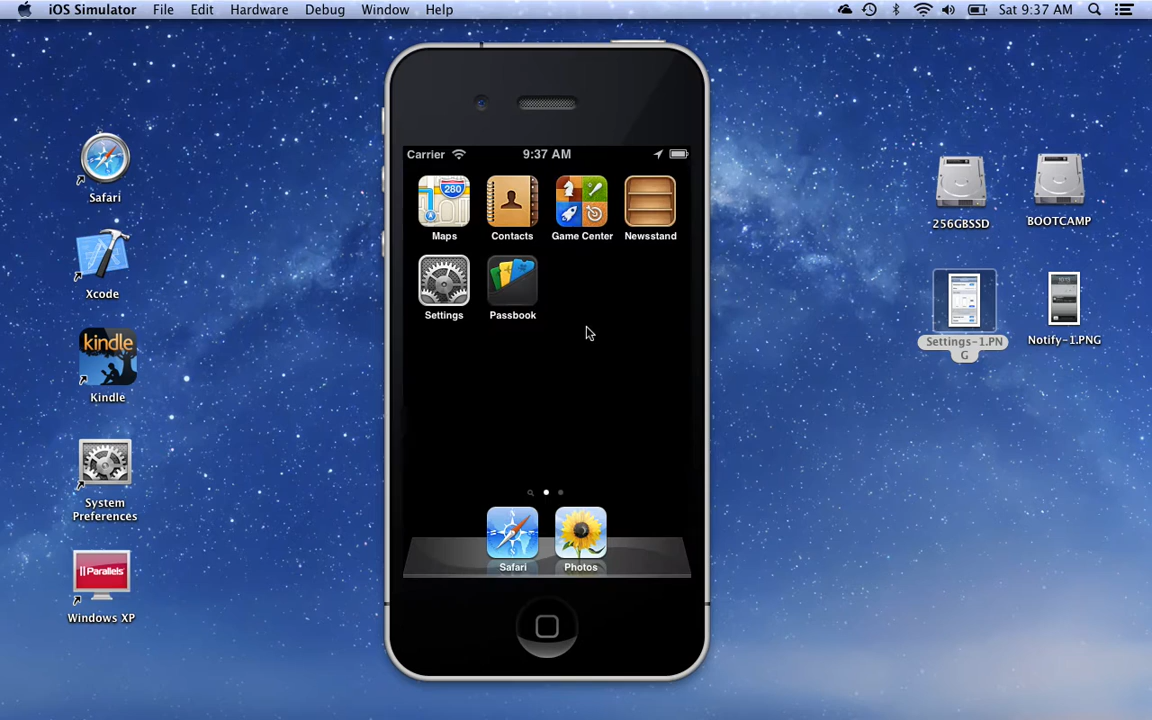 iOS Simulator File Edit Hardware Debug Window Help Sat 9:37 AM
Carrier 9:37 AM
280
Maps Contacts Game Center Newsstand
Settings Passbook
Safari Photos
Safari
Xcode
kindle
Kindle
System
Preferences
|| Parallels
Windows XP
256GBSSD BOOTCAMP
Settings-1.PN
G
Notify-1.PNG